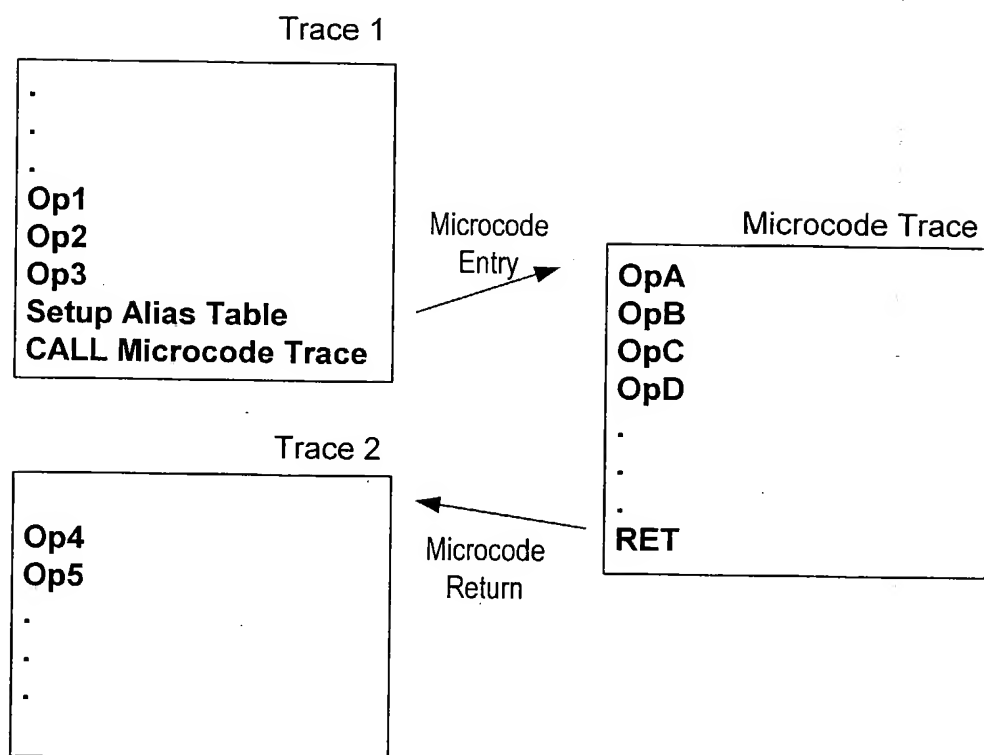 Trace 1
.
.
.
Op1
Op2
Op3
Setup Alias Table
CALL Microcode Trace
Microcode
Entry
Microcode Trace
OpA
OpB
OpC
OpD
.
.
.
RET
Microcode
Return
Trace 2
Op4
Op5
.
.
.